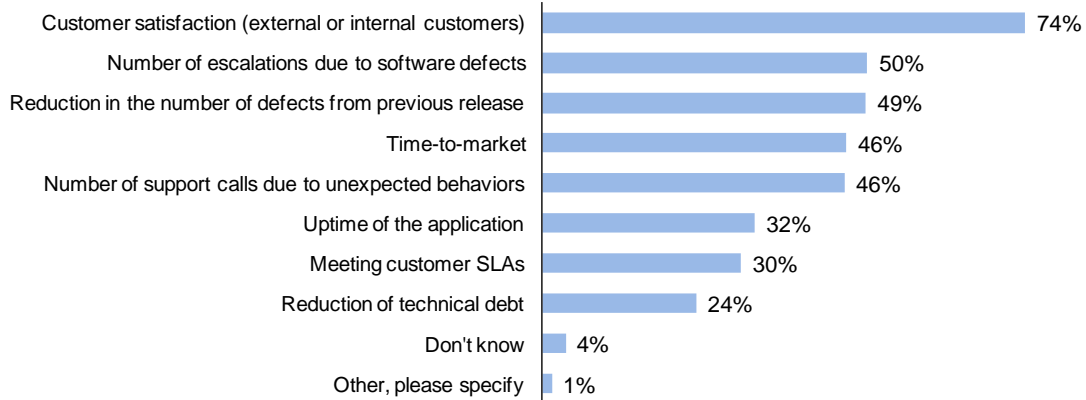 Customer satisfaction (external or internal customers) 74%
Number of escalations due to software defects 50%
Reduction in the number of defects from previous release 49%
Time-to-market 46%
Number of support calls due to unexpected behaviors 46%
Uptime of the application 32%
Meeting customer SLAs 30%
Reduction of technical debt 24%
Don't know 4%
Other, please specify 1%